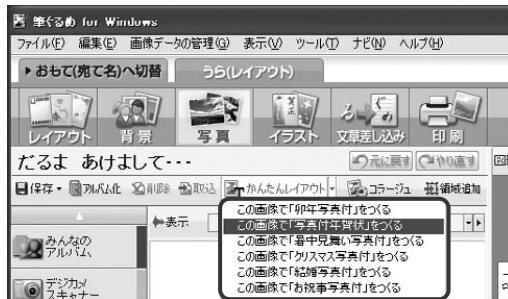 筆ぐるめ for Windows
ファイル(F) 編集(E) 画像データの管理(G) 表示(V) ツール(T) ナビ(N) ヘルプ(H)
おもて(宛て名)へ切替 うら(レイアウト)
レイアウト 背景 写真 イラスト 文章差し込み 印刷
だるま あけまして・・・ 元に戻す やり直す
保存 アルバム化 削除 取込 かんたんレイアウト コラージュ 領域追加
表示
この画像で「卯年写真付」をつくる
この画像で「写真付年賀状」をつくる
この画像で「暑中見舞い写真付」をつくる
この画像で「クリスマス写真付」をつくる
この画像で「結婚写真付」をつくる
この画像で「お祝事写真付」をつくる
みんなの
アルバム
デジカメ
スキャナー